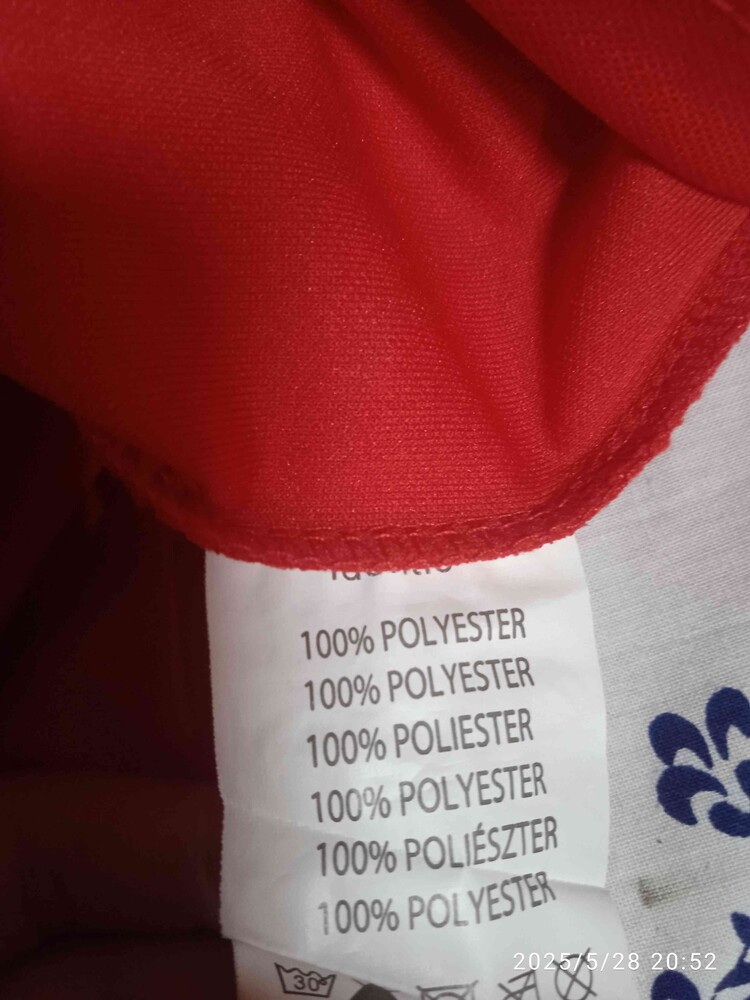 100% POLYESTER
100% POLYESTER
100% POLIESTER
100% POLYESTER
100% POLIÉSZTER
100% POLYESTER
30°
2025/5/28 20:52